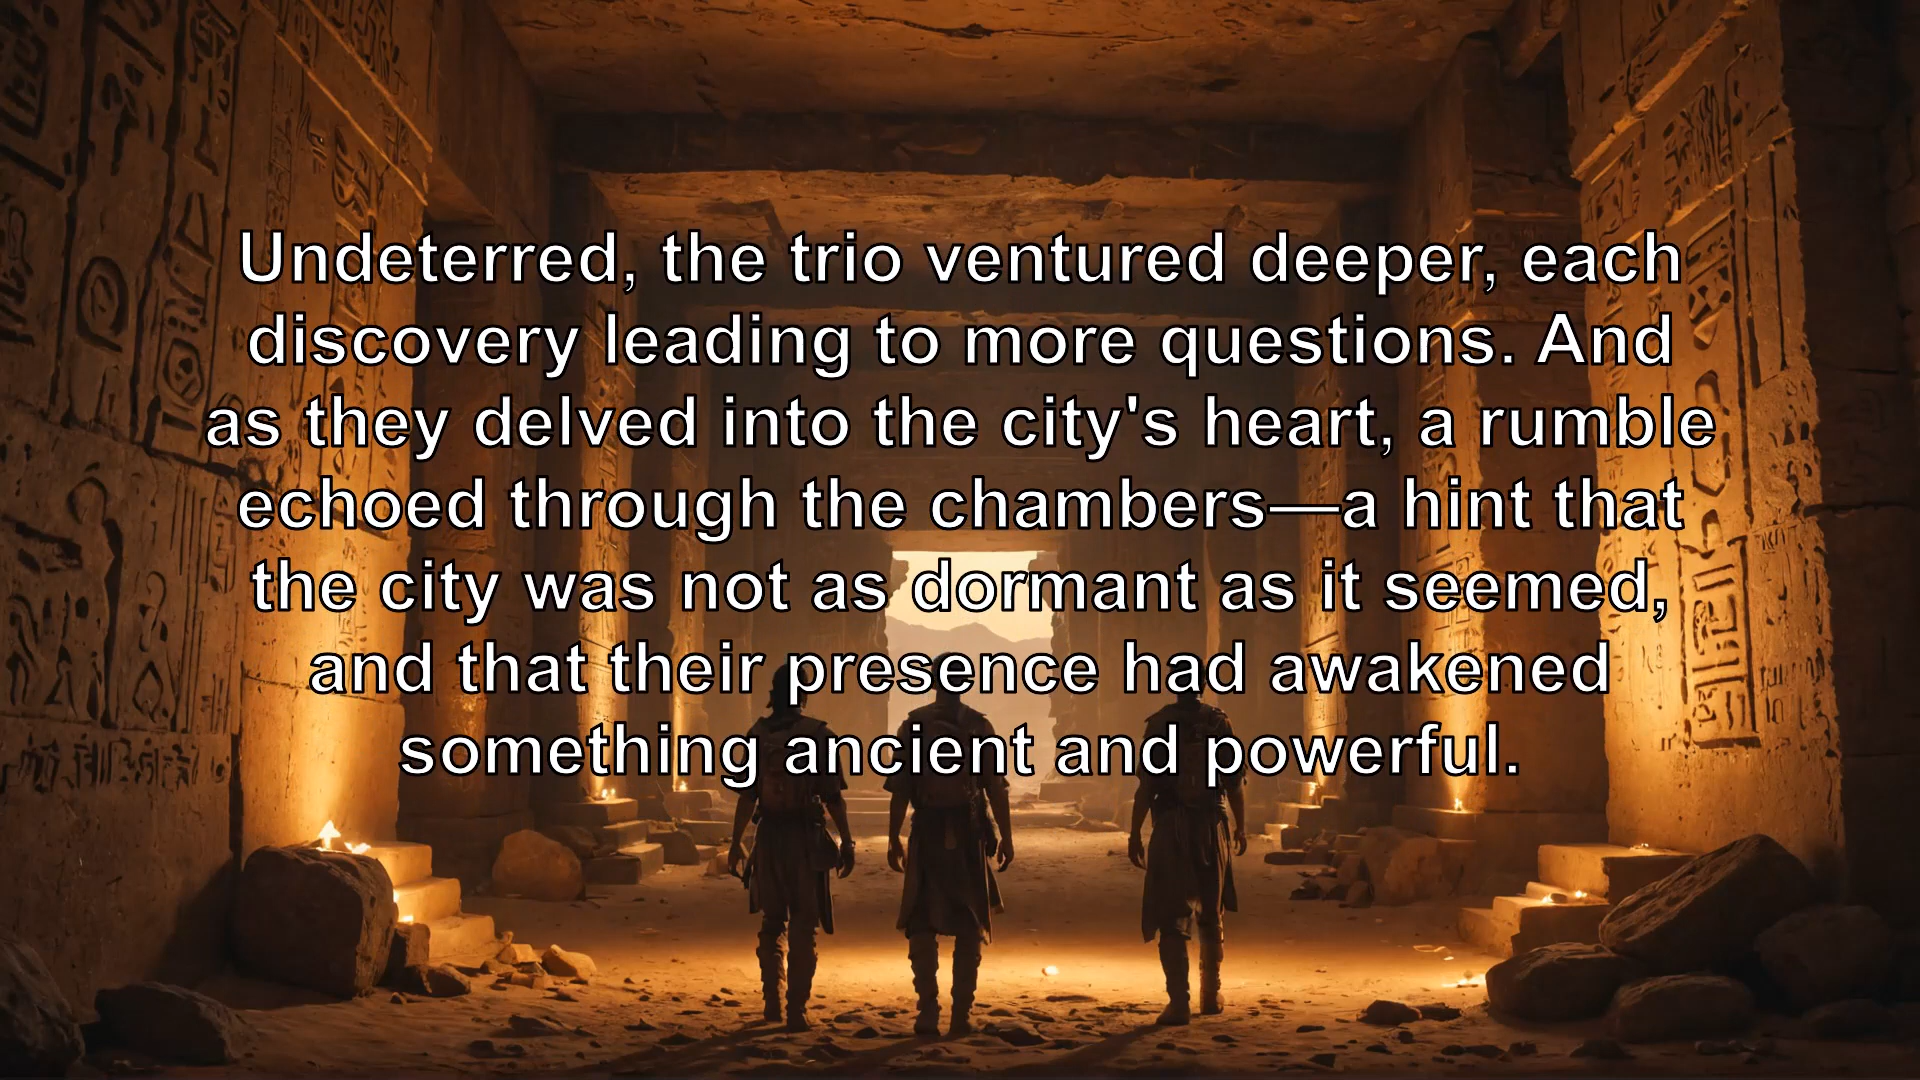 Undeterred, the trio ventured deeper, each
discovery leading to more questions. And
as they delved into the city's heart, a rumble
echoed through the chambers—a hint that
the city was not as dormant as it seemed,
and that their presence had awakened
something ancient and powerful.